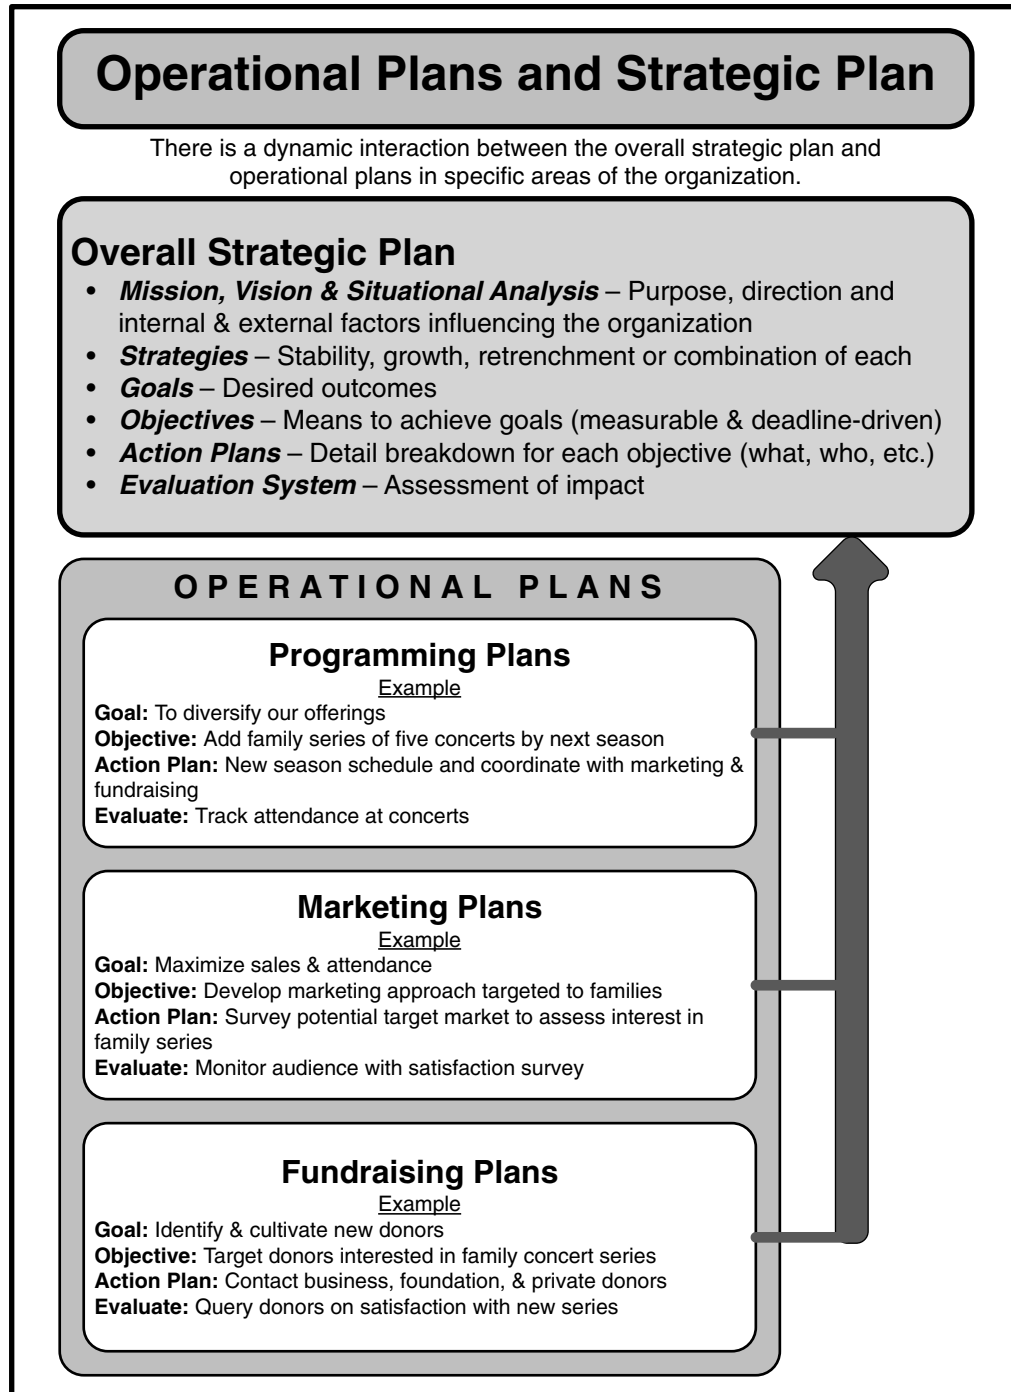 Operational Plans and Strategic Plan
There is a dynamic interaction between the overall strategic plan and
operational plans in specific areas of the organization.
Overall Strategic Plan
• Mission, Vision & Situational Analysis – Purpose, direction and
internal & external factors influencing the organization
• Strategies – Stability, growth, retrenchment or combination of each
• Goals – Desired outcomes
• Objectives – Means to achieve goals (measurable & deadline-driven)
• Action Plans – Detail breakdown for each objective (what, who, etc.)
• Evaluation System – Assessment of impact
OPERATIONAL PLANS
Programming Plans
Example
Goal: To diversify our offerings
Objective: Add family series of five concerts by next season
Action Plan: New season schedule and coordinate with marketing &
fundraising
Evaluate: Track attendance at concerts
Marketing Plans
Example
Goal: Maximize sales & attendance
Objective: Develop marketing approach targeted to families
Action Plan: Survey potential target market to assess interest in
family series
Evaluate: Monitor audience with satisfaction survey
Fundraising Plans
Example
Goal: Identify & cultivate new donors
Objective: Target donors interested in family concert series
Action Plan: Contact business, foundation, & private donors
Evaluate: Query donors on satisfaction with new series